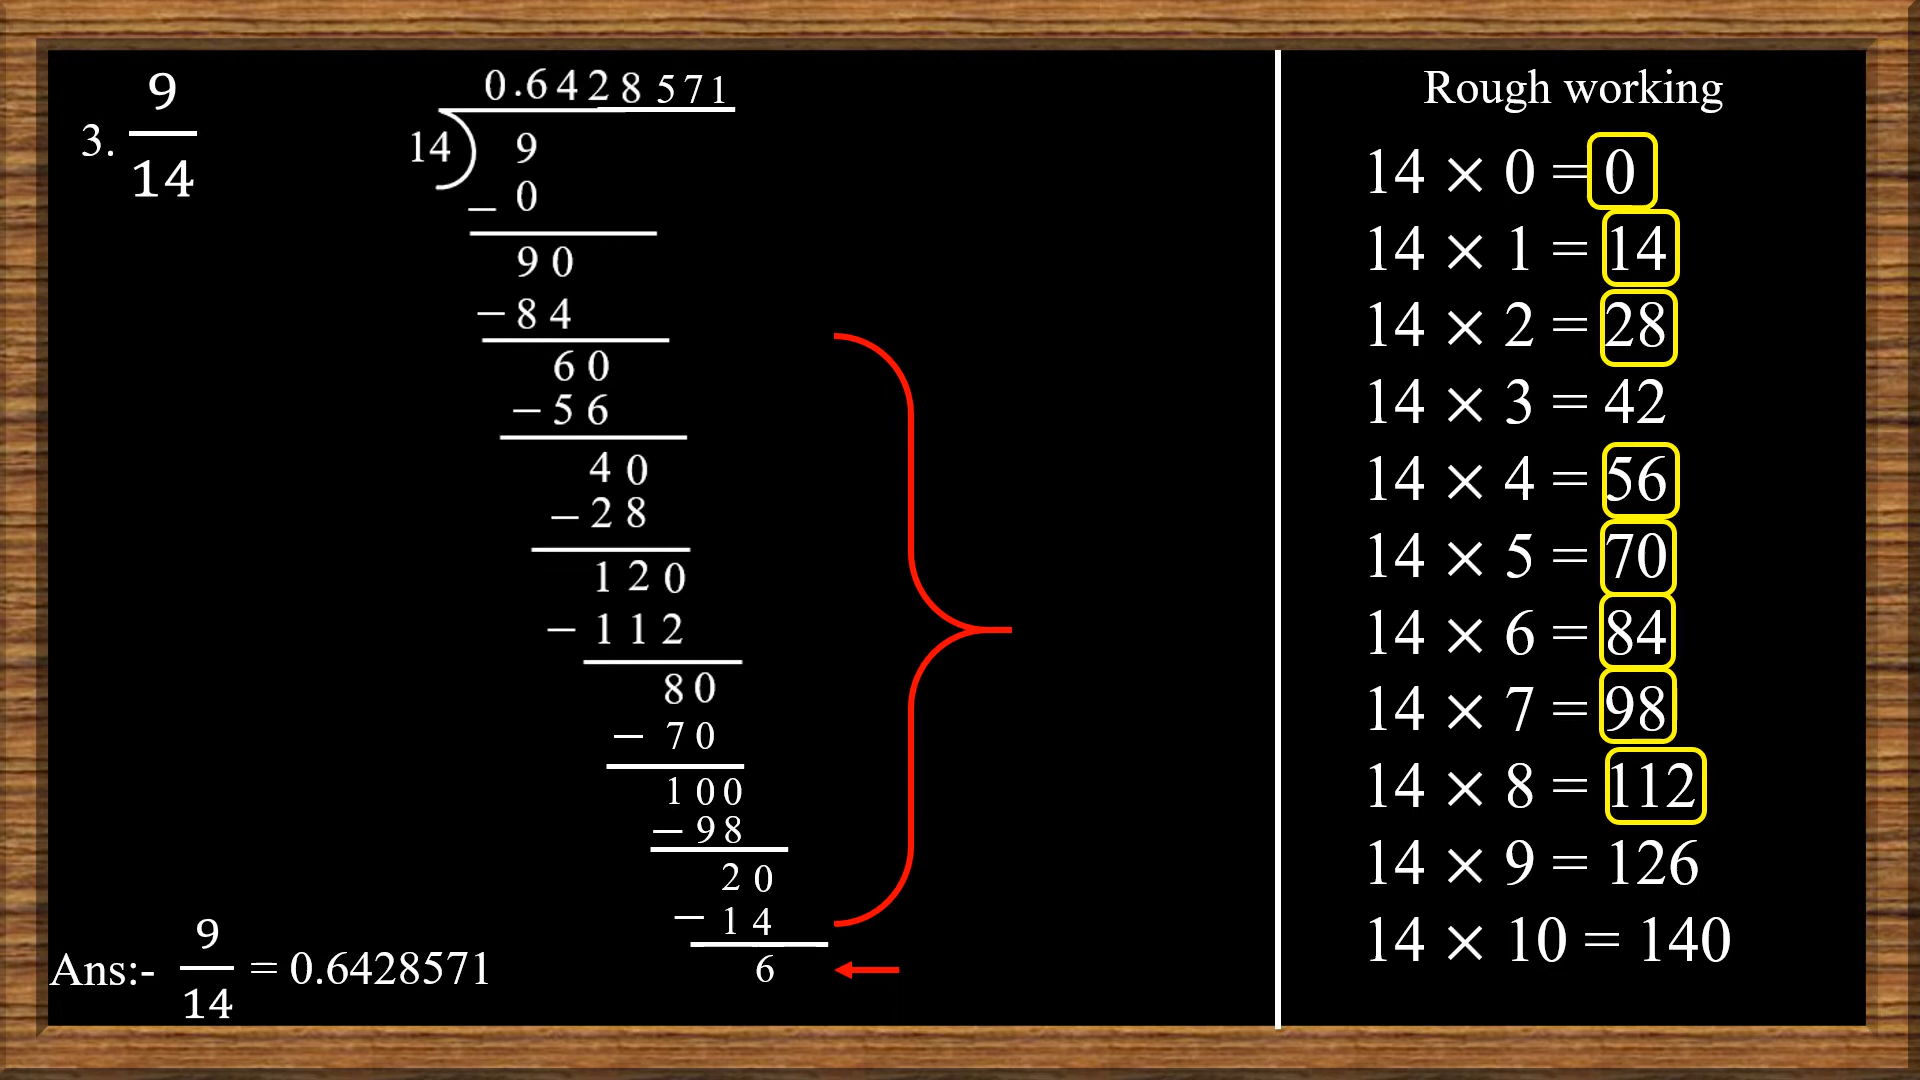 3. 9/14
0.6428571
14) 9
− 0
90
−84
60
−56
40
−28
120
− 112
80
− 70
100
− 98
20
− 14
6
Ans:- 9/14 = 0.6428571
Rough working
14 × 0 = 0
14 × 1 = 14
14 × 2 = 28
14 × 3 = 42
14 × 4 = 56
14 × 5 = 70
14 × 6 = 84
14 × 7 = 98
14 × 8 = 112
14 × 9 = 126
14 × 10 = 140